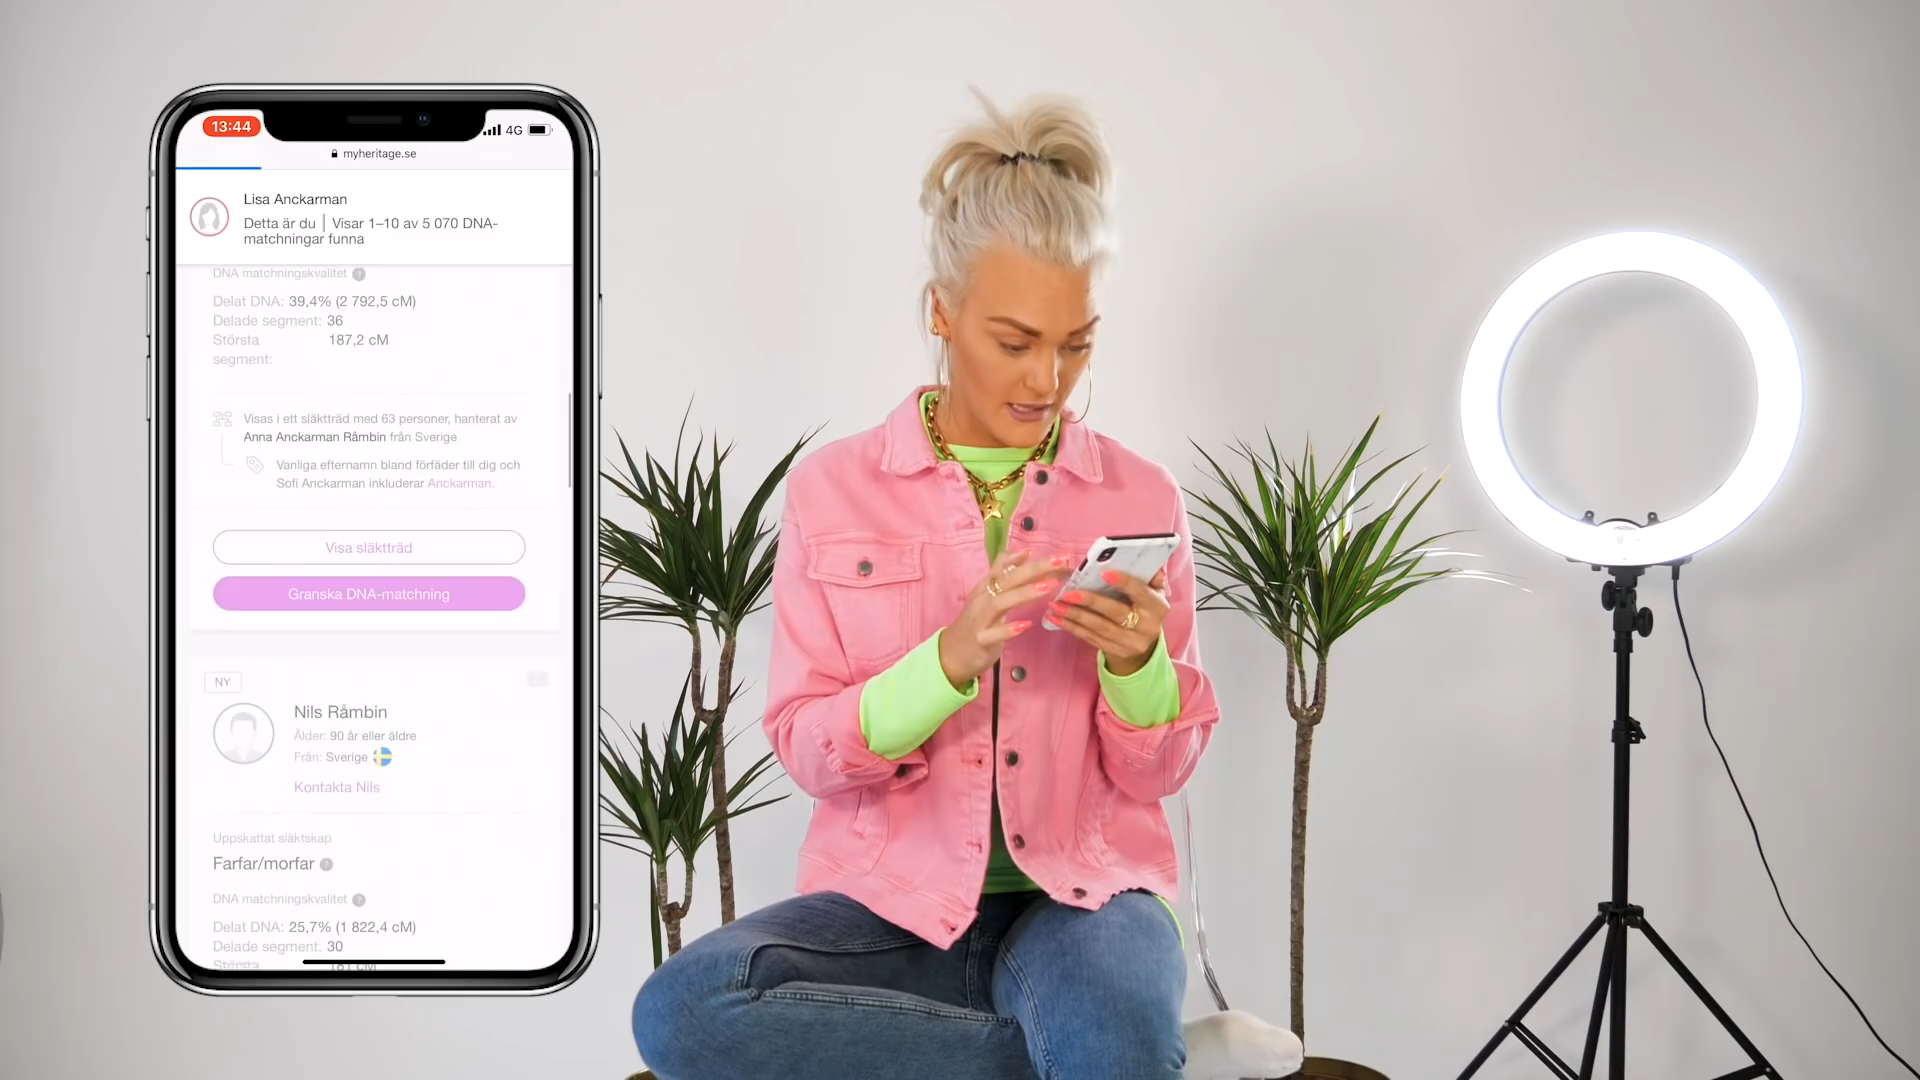 13:44
4G
myheritage.se
Lisa Anckarman
Detta är du | Visar 1–10 av 5 070 DNA-
matchningar funna
DNA matchningskvalitet ?
Delat DNA: 39,4% (2 792,5 cM)
Delade segment: 36
Största 187,2 cM
segment:
Visas i ett släktträd med 63 personer, hanterat av
Anna Anckarman Råmbin från Sverige
Vanliga efternamn bland förfäder till dig och
Sofi Anckarman inkluderar Anckarman.
Visa släktträd
Granska DNA-matchning
NY
Nils Råmbin
Ålder: 90 år eller äldre
Från: Sverige
Kontakta Nils
Uppskattat släktskap
Farfar/morfar ?
DNA matchningskvalitet ?
Delat DNA: 25,7% (1 822,4 cM)
Delade segment: 30
Största 181 cM